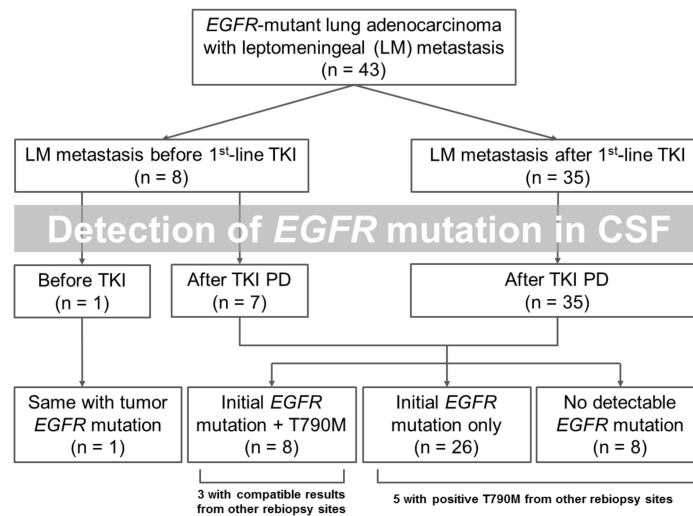 EGFR-mutant lung adenocarcinoma
with leptomeningeal (LM) metastasis
(n = 43)
LM metastasis before 1st-line TKI
(n = 8)
LM metastasis after 1st-line TKI
(n = 35)
Detection of EGFR mutation in CSF
Before TKI
(n = 1)
After TKI PD
(n = 7)
After TKI PD
(n = 35)
Same with tumor
EGFR mutation
(n = 1)
Initial EGFR
mutation + T790M
(n = 8)
Initial EGFR
mutation only
(n = 26)
No detectable
EGFR mutation
(n = 8)
3 with compatible results
from other rebiopsy sites
5 with positive T790M from other rebiopsy sites